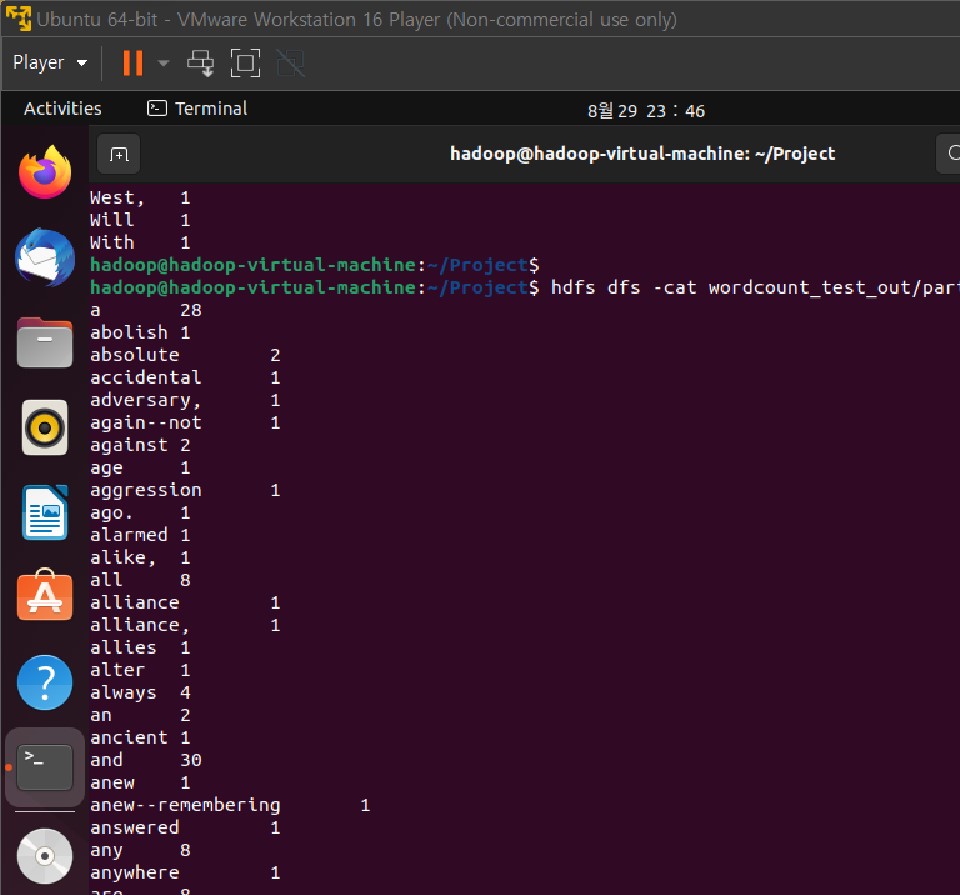 Ubuntu 64-bit - VMware Workstation 16 Player (Non-commercial use only)
Player
Activities
Terminal
8월 29 23 : 46
hadoop@hadoop-virtual-machine: ~/Project
West, 1
Will 1
With 1
hadoop@hadoop-virtual-machine:~/Project$
hadoop@hadoop-virtual-machine:~/Project$ hdfs dfs -cat wordcount_test_out/part
a 28
abolish 1
absolute 2
accidental 1
adversary, 1
again--not 1
against 2
age 1
aggression 1
ago. 1
alarmed 1
alike, 1
all 8
alliance 1
alliance, 1
allies 1
alter 1
always 4
an 2
ancient 1
and 30
anew 1
anew--remembering 1
answered 1
any 8
anywhere 1
are 8